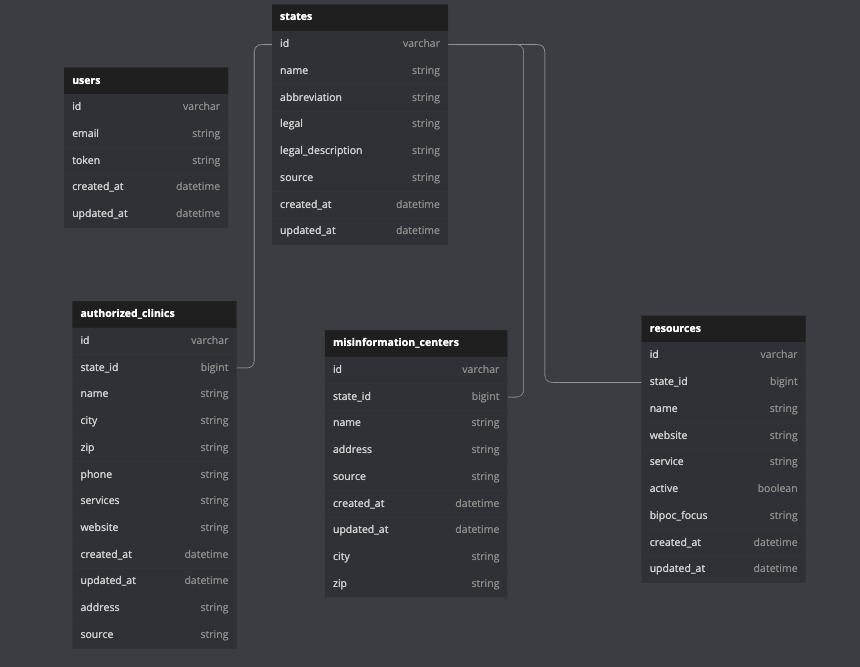 states
id varchar
name string
abbreviation string
legal string
legal_description string
source string
created_at datetime
updated_at datetime
users
id varchar
email string
token string
created_at datetime
updated_at datetime
authorized_clinics
id varchar
state_id bigint
name string
city string
zip string
phone string
services string
website string
created_at datetime
updated_at datetime
address string
source string
misinformation_centers
id varchar
state_id bigint
name string
address string
source string
created_at datetime
updated_at datetime
city string
zip string
resources
id varchar
state_id bigint
name string
website string
service string
active boolean
bipoc_focus string
created_at datetime
updated_at datetime